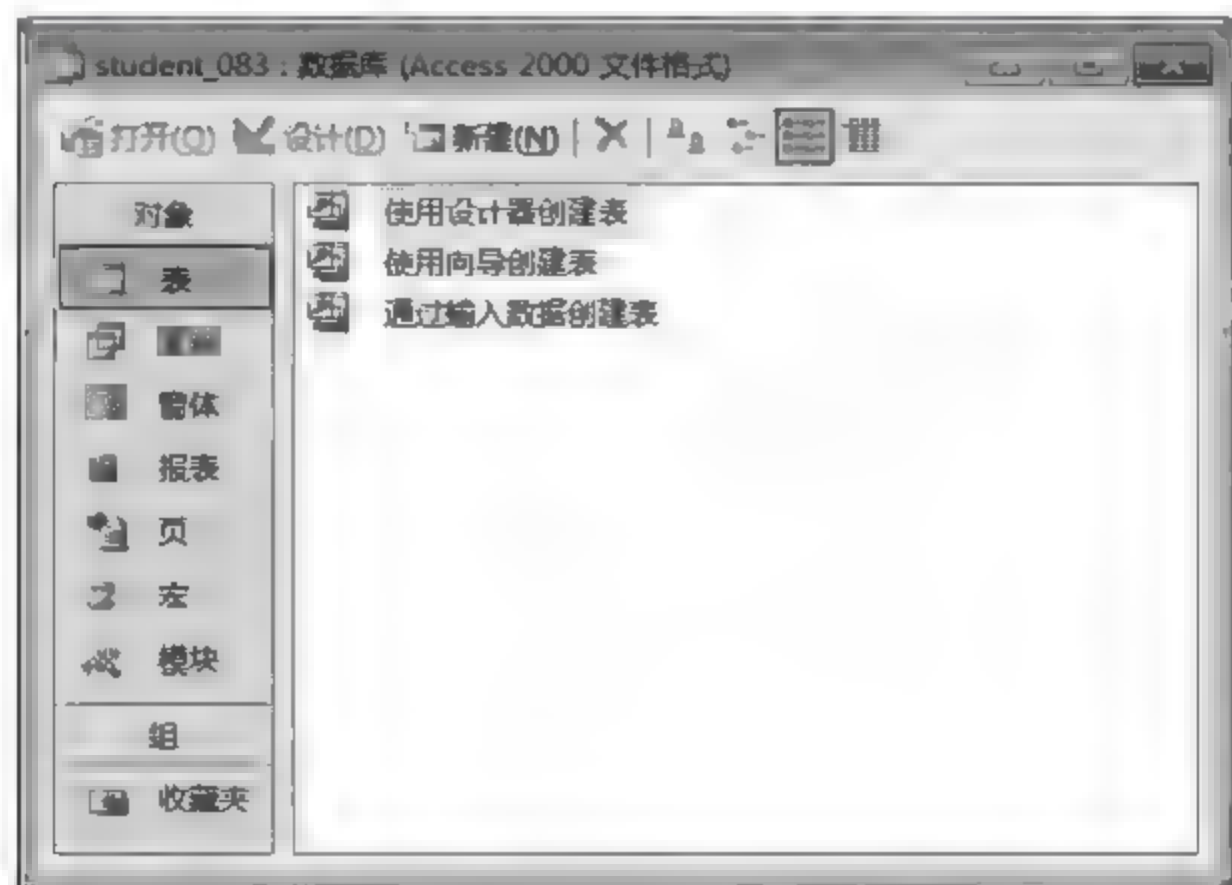 student_083 : 数据库 (Access 2000 文件格式)
打开(O) 设计(D) 新建(N)
对象
表
窗体
报表
页
宏
模块
组
收藏夹
使用设计器创建表
使用向导创建表
通过输入数据创建表